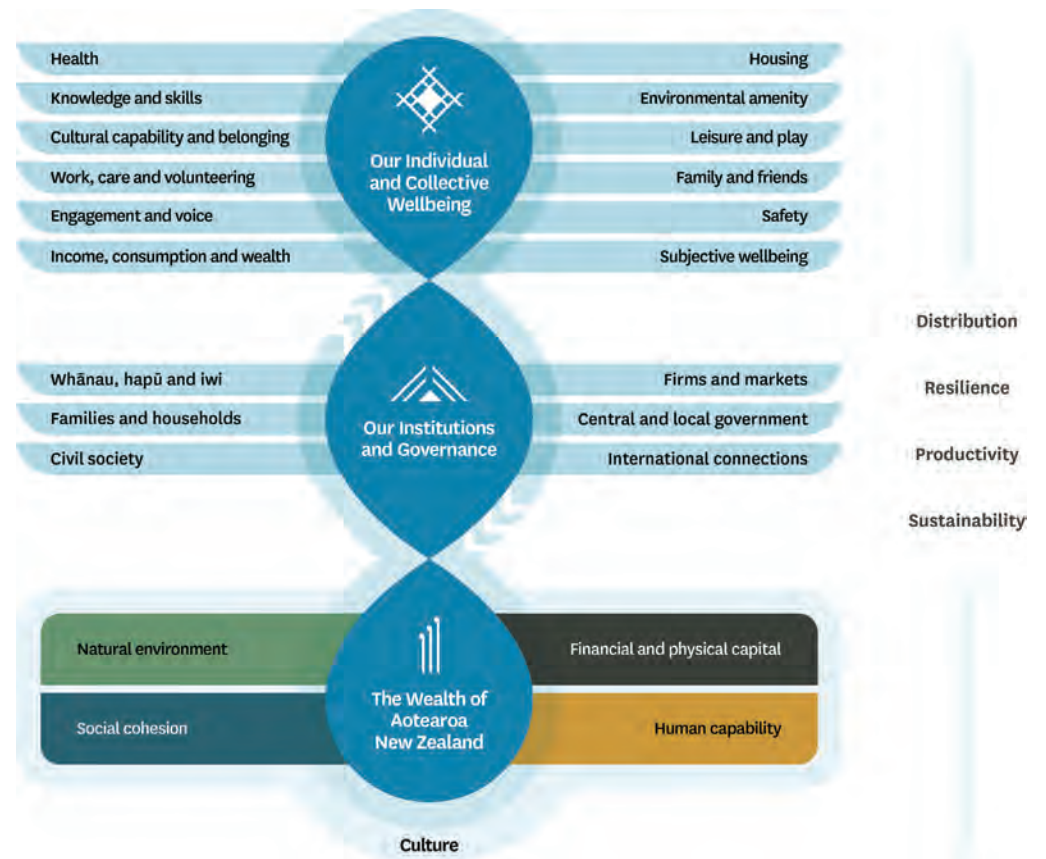 Health
Housing
Knowledge and skills
Environmental amenity
Cultural capability and belonging
Leisure and play
Work, care and volunteering
Family and friends
Engagement and voice
Safety
Income, consumption and wealth
Subjective wellbeing
Our Individual
and Collective
Wellbeing
Whānau, hapū and iwi
Firms and markets
Families and households
Central and local government
Civil society
International connections
Our Institutions
and Governance
Natural environment
Financial and physical capital
Social cohesion
Human capability
The Wealth of
Aotearoa
New Zealand
Culture
Distribution
Resilience
Productivity
Sustainability